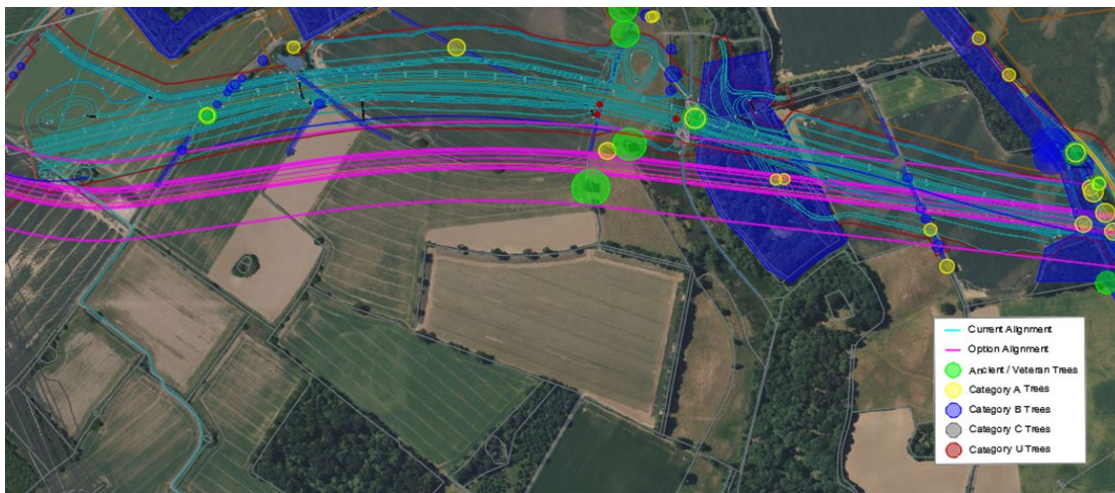 Current Alignment
Option Alignment
Ancient / Veteran Trees
Category A Trees
Category B Trees
Category C Trees
Category U Trees